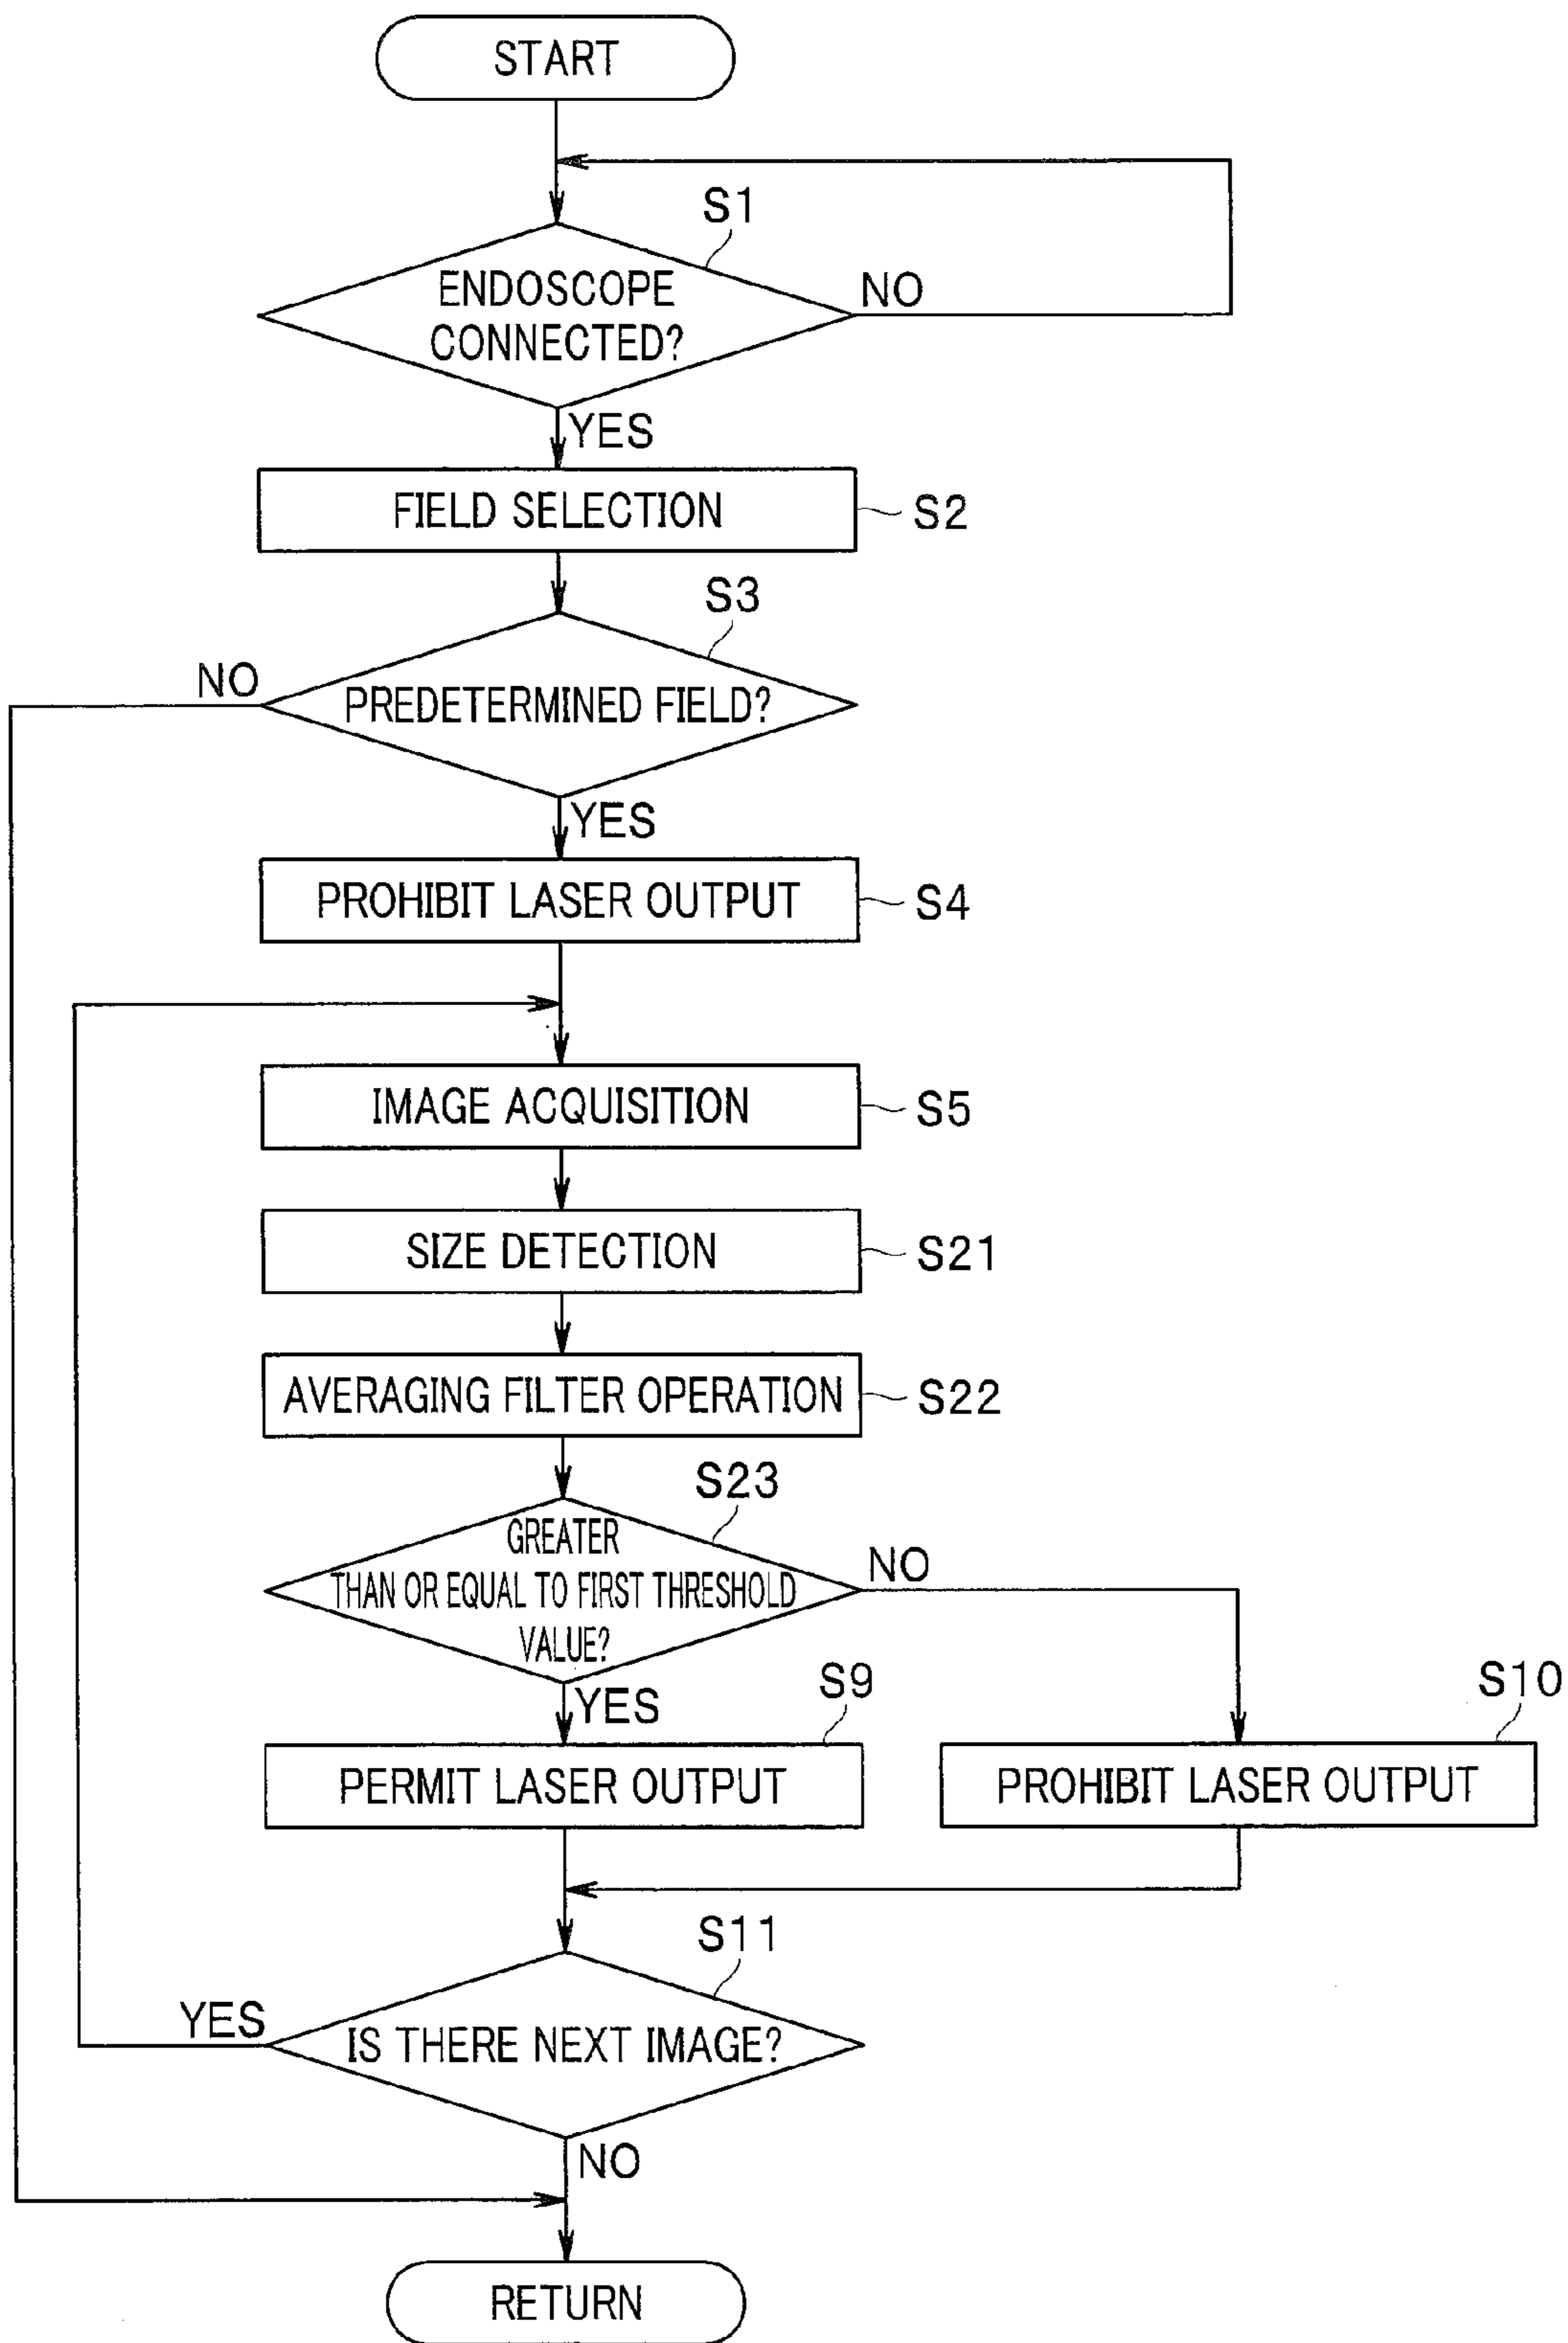 START
S1
ENDOSCOPE
CONNECTED?
NO
YES
FIELD SELECTION
S2
S3
NO
PREDETERMINED FIELD?
YES
PROHIBIT LASER OUTPUT
S4
IMAGE ACQUISITION
S5
SIZE DETECTION
S21
AVERAGING FILTER OPERATION
S22
S23
GREATER
THAN OR EQUAL TO FIRST THRESHOLD
VALUE?
NO
YES
S9
S10
PERMIT LASER OUTPUT
PROHIBIT LASER OUTPUT
S11
YES
IS THERE NEXT IMAGE?
NO
RETURN